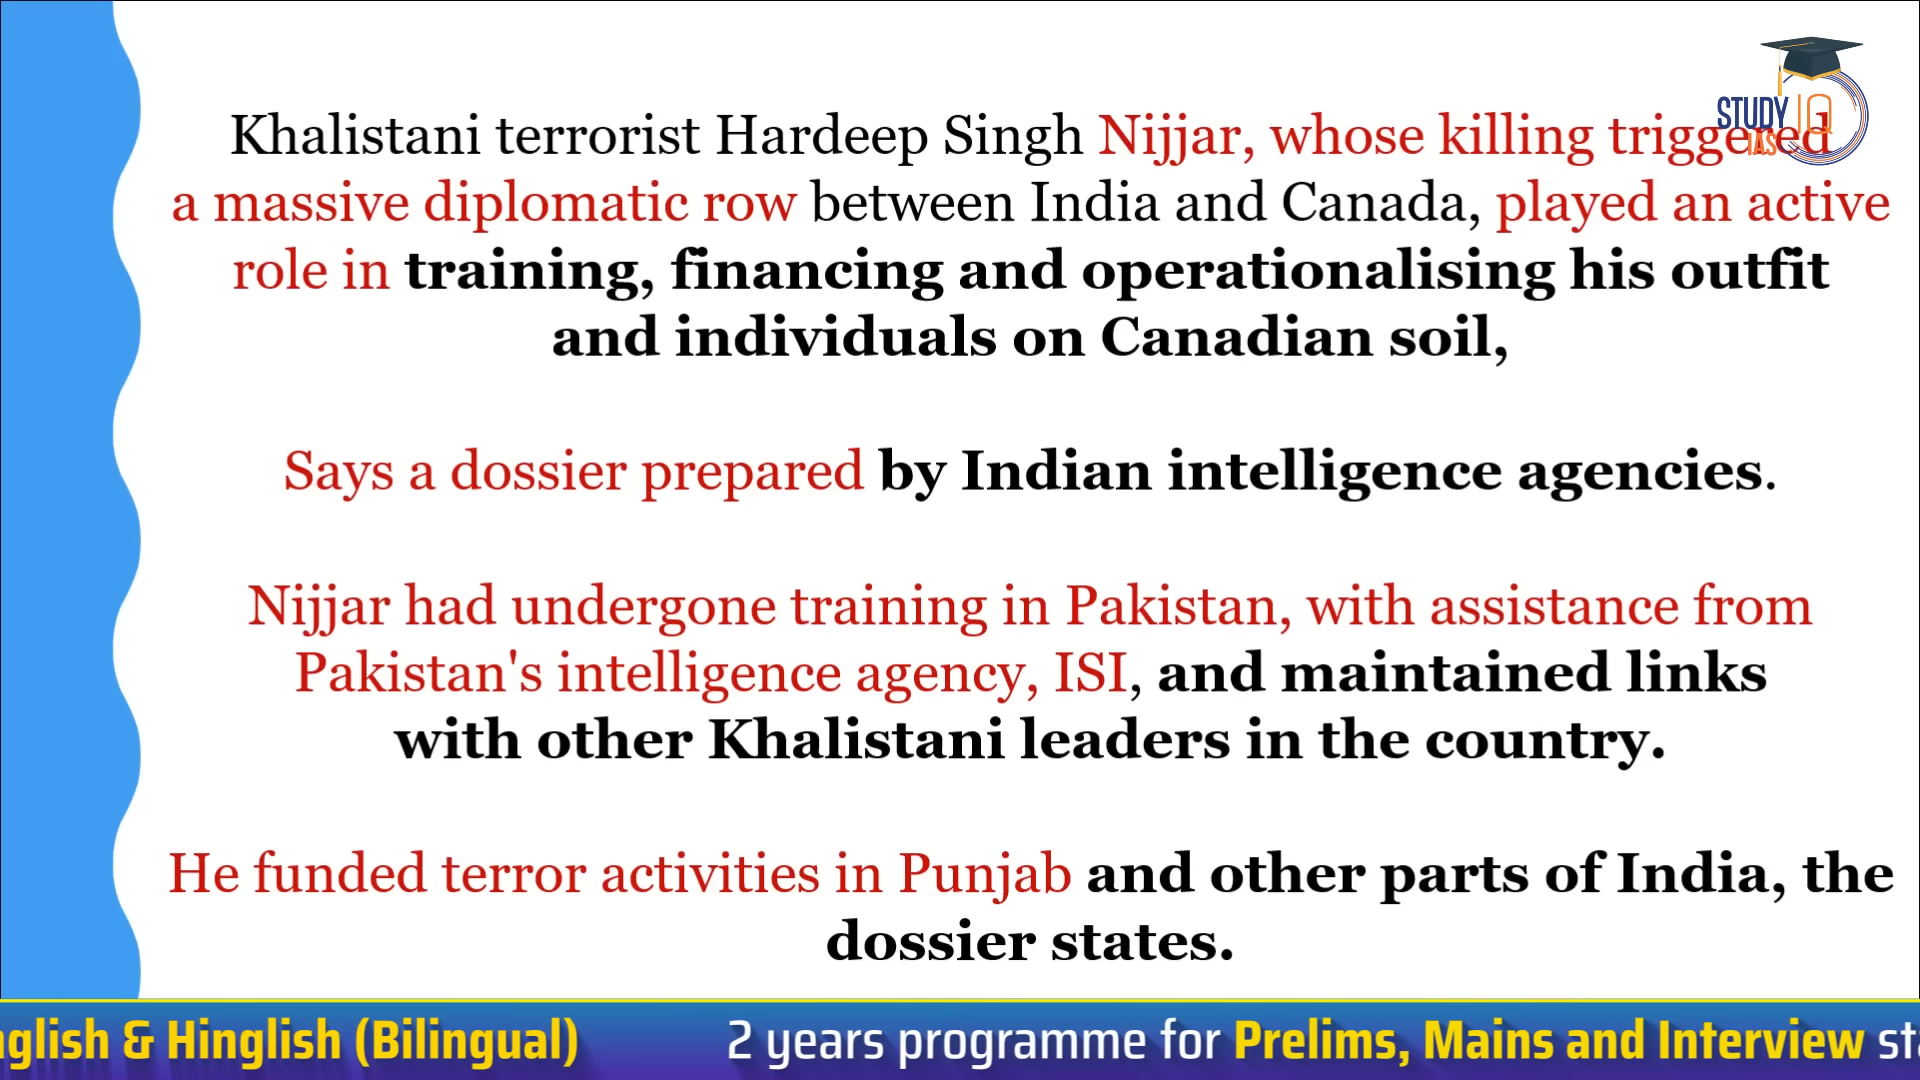 Khalistani terrorist Hardeep Singh Nijjar, whose killing triggered
a massive diplomatic row between India and Canada, played an active
role in training, financing and operationalising his outfit
and individuals on Canadian soil,
Says a dossier prepared by Indian intelligence agencies.
Nijjar had undergone training in Pakistan, with assistance from
Pakistan's intelligence agency, ISI, and maintained links
with other Khalistani leaders in the country.
He funded terror activities in Punjab and other parts of India, the
dossier states.
STUDY IQ
IAS
nglish & Hinglish (Bilingual) 2 years programme for Prelims, Mains and Interview sta